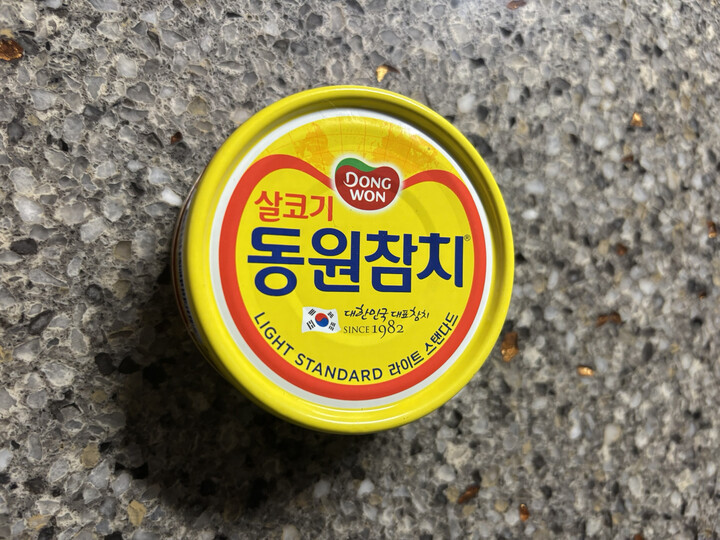 DONG
WON
살코기
동원참치®
대한민국 대표참치
SINCE 1982
LIGHT STANDARD 라이트 스탠다드